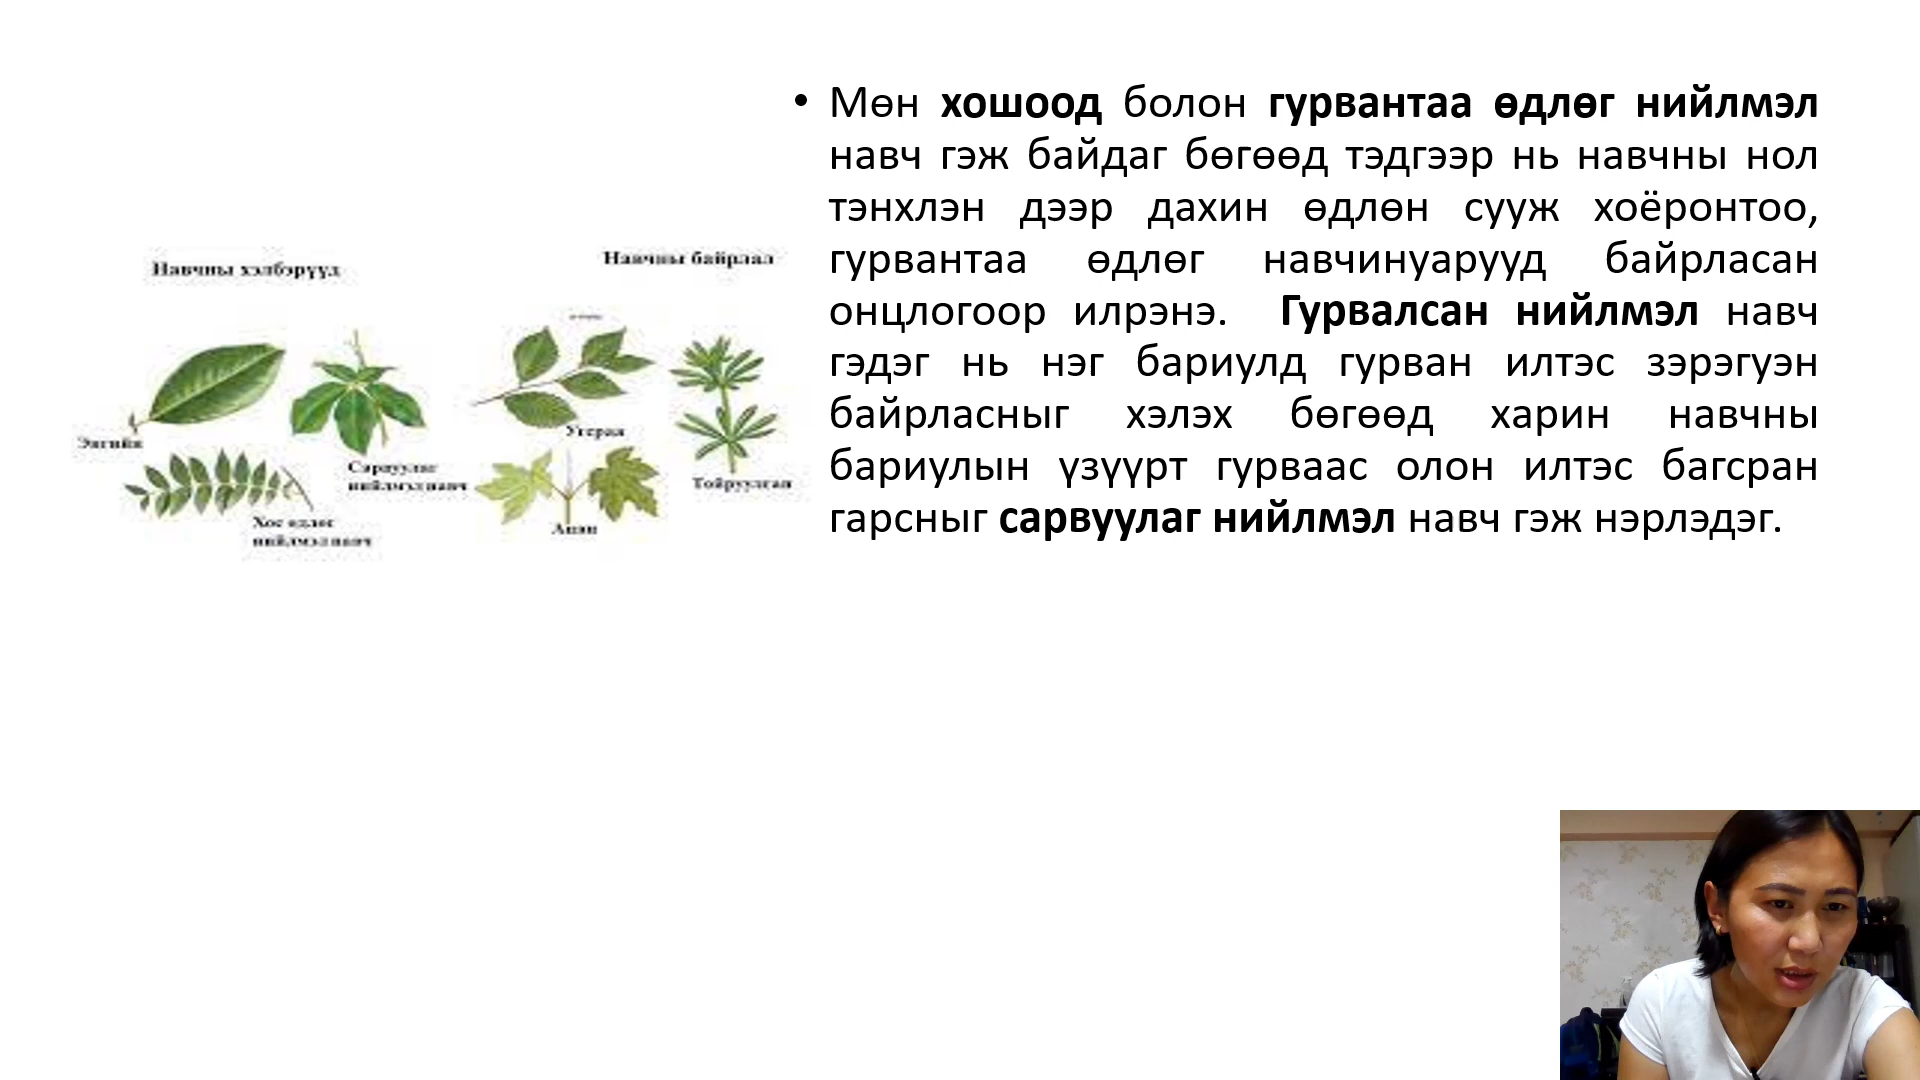 • Мөн хошоод болон гурвантаа өдлөг нийлмэл
навч гэж байдаг бөгөөд тэдгээр нь навчны нол
тэнхлэн дээр дахин өдлөн сууж хоёронтоо,
гурвантаа өдлөг навчинуарууд байрласан
онцлогоор илрэнэ. Гурвалсан нийлмэл навч
гэдэг нь нэг бариулд гурван илтэс зэрэгуэн
байрласныг хэлэх бөгөөд харин навчны
бариулын үзүүрт гурваас олон илтэс багсран
гарсныг сарвуулаг нийлмэл навч гэж нэрлэдэг.
Навчны хэлбэрүүд
Навчны байрлал
Энгийн
Сарвуулаг
нийлмэл навч
Хос өдлөг
нийлмэл навч
Тойруулган